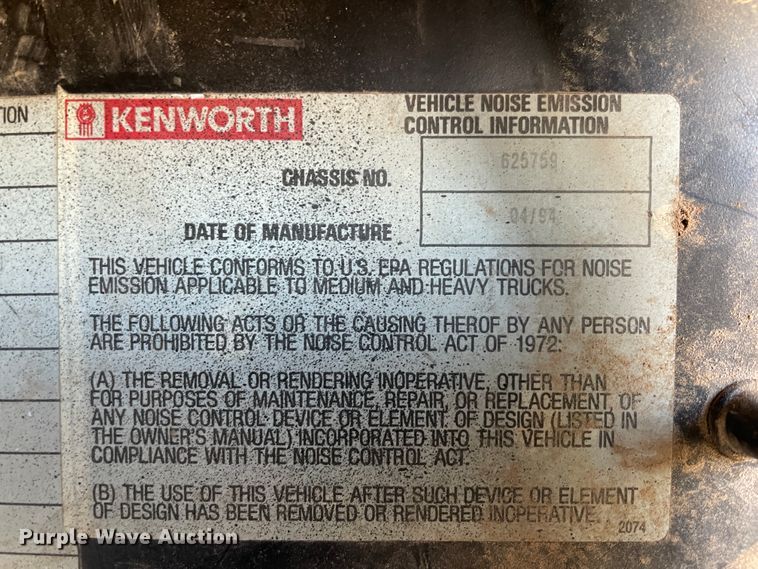 TION
KENWORTH
VEHICLE NOISE EMISSION
CONTROL INFORMATION
CHASSIS NO.
625759
DATE OF MANUFACTURE
04/94
THIS VEHICLE CONFORMS TO U.S. EPA REGULATIONS FOR NOISE
EMISSION APPLICABLE TO MEDIUM AND HEAVY TRUCKS.
THE FOLLOWING ACTS OR THE CAUSING THEROF BY ANY PERSON
ARE PROHIBITED BY THE NOISE CONTROL ACT OF 1972:
(A) THE REMOVAL OR RENDERING INOPERATIVE, OTHER THAN
FOR PURPOSES OF MAINTENANCE, REPAIR, OR REPLACEMENT, OF
ANY NOISE CONTROL DEVICE OR ELEMENT OF DESIGN (LISTED IN
THE OWNER'S MANUAL) INCORPORATED INTO THIS VEHICLE IN
COMPLIANCE WITH THE NOISE CONTROL ACT.
(B) THE USE OF THIS VEHICLE AFTER SUCH DEVICE OR ELEMENT
OF DESIGN HAS BEEN REMOVED OR RENDERED INOPERATIVE.
2074
Purple Wave Auction